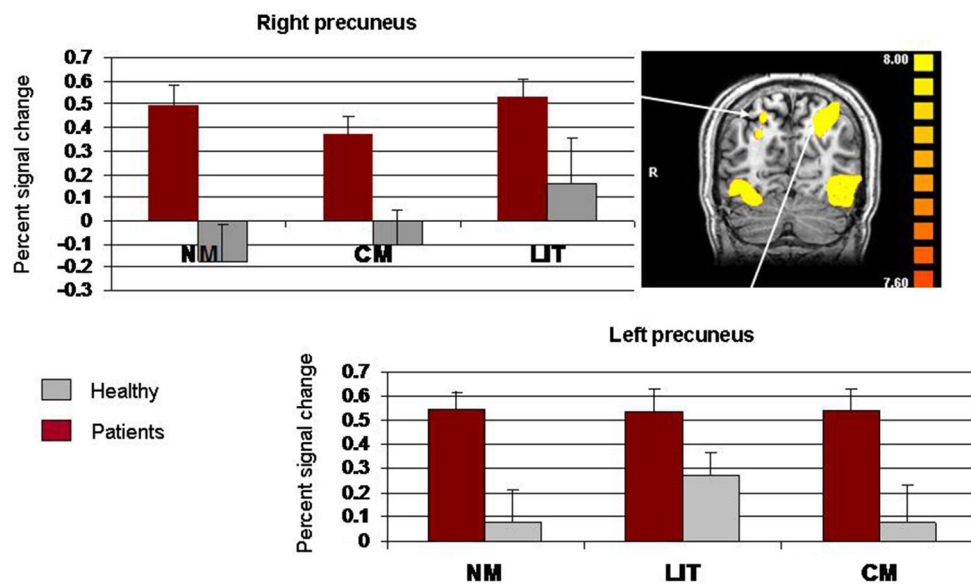 Right precuneus
Percent signal change
0.7
0.6
0.5
0.4
0.3
0.2
0.1
0
-0.1
-0.2
-0.3
NM
CM
LIT
8.00
R
7.60
Healthy
Patients
Left precuneus
Percent signal change
0.7
0.6
0.5
0.4
0.3
0.2
0.1
0
NM
LIT
CM